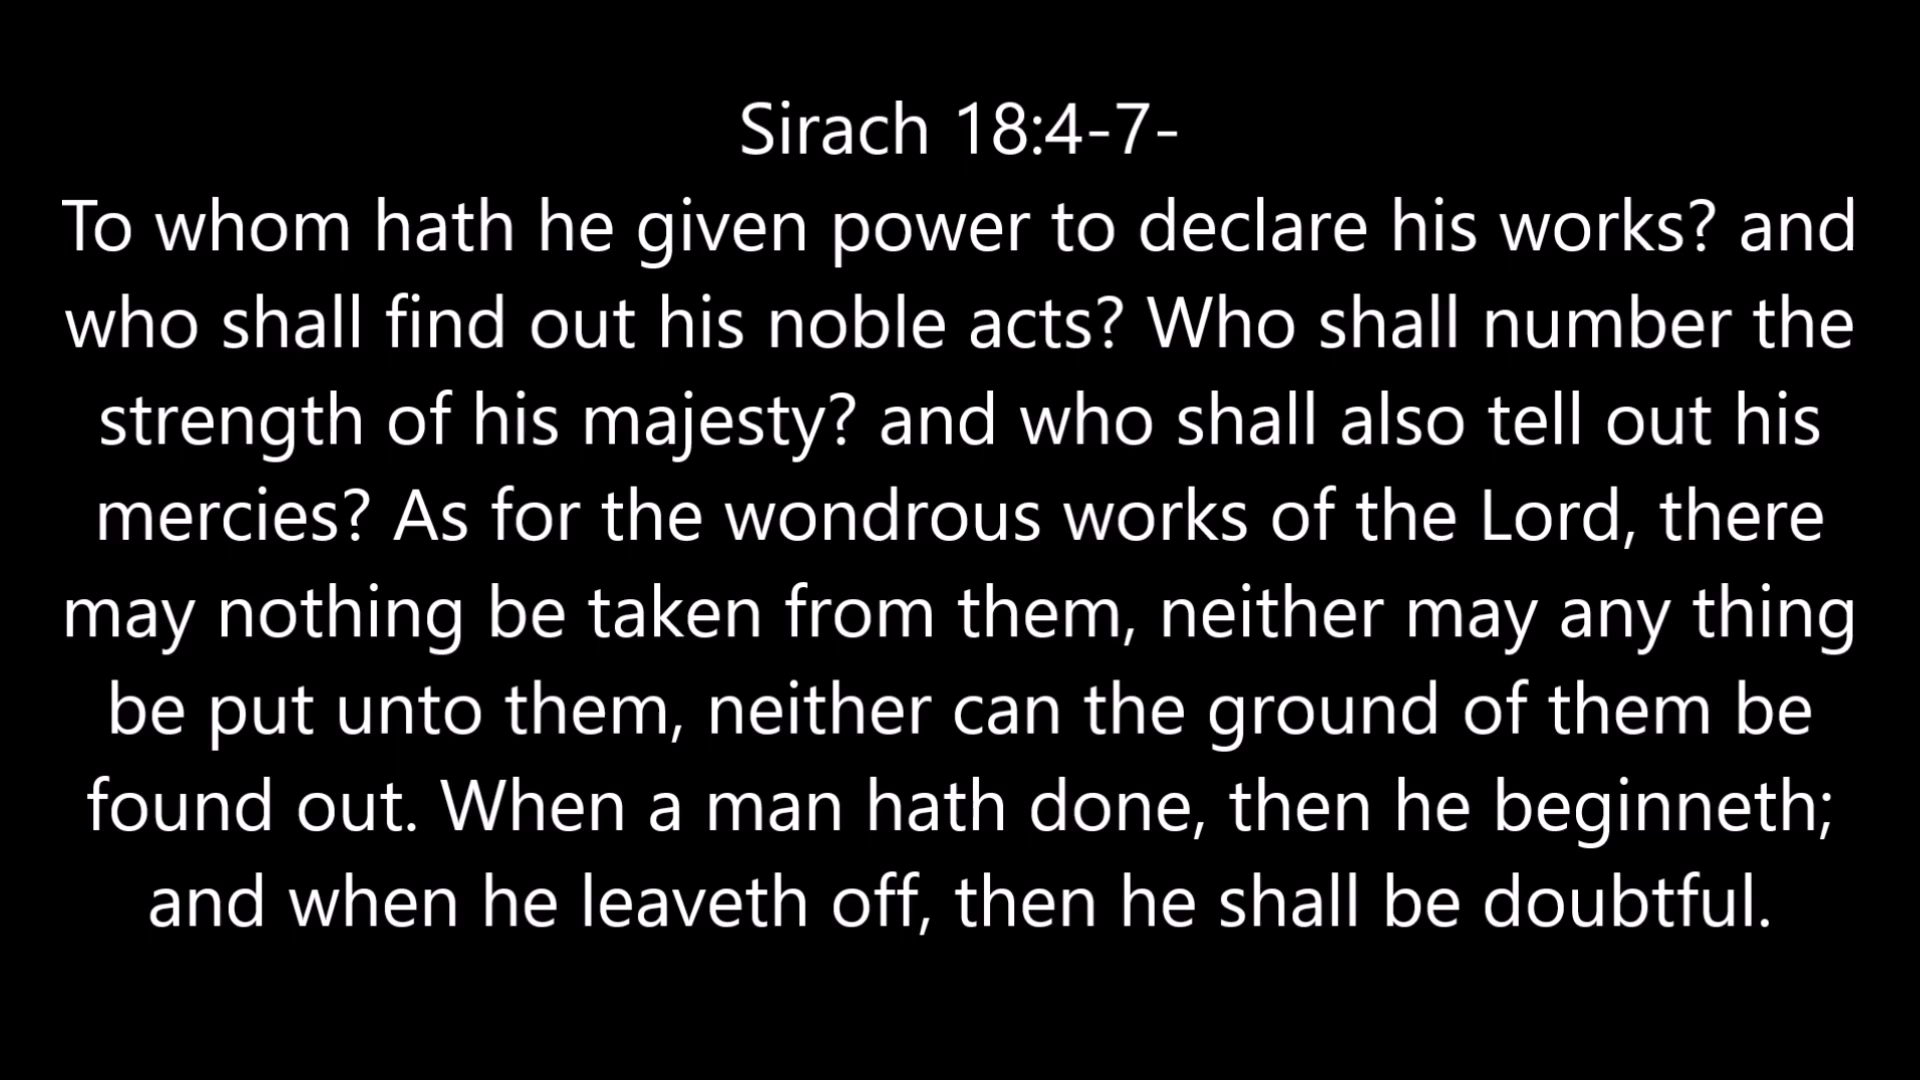 Sirach 18:4-7-
To whom hath he given power to declare his works? and
who shall find out his noble acts? Who shall number the
strength of his majesty? and who shall also tell out his
mercies? As for the wondrous works of the Lord, there
may nothing be taken from them, neither may any thing
be put unto them, neither can the ground of them be
found out. When a man hath done, then he beginneth;
and when he leaveth off, then he shall be doubtful.